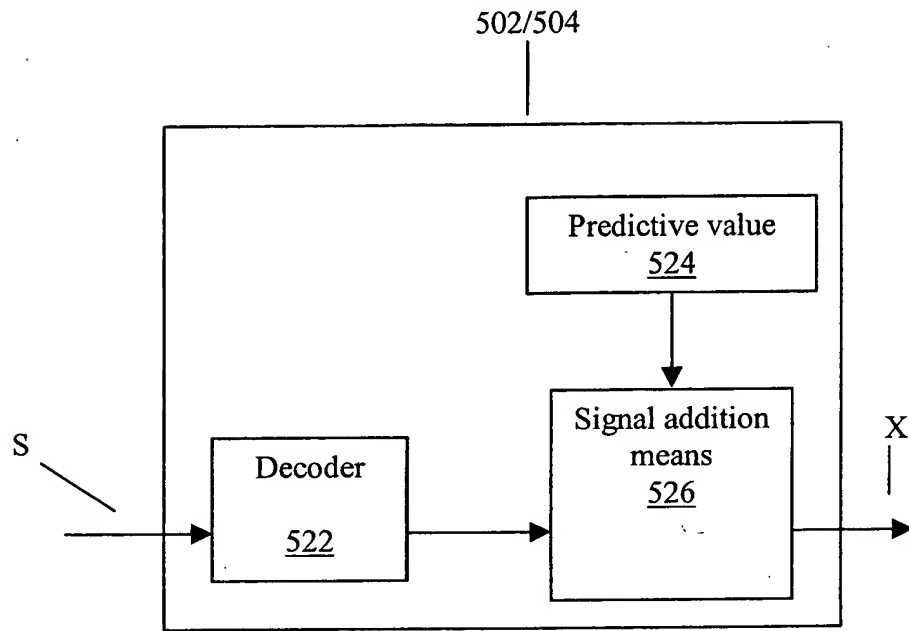 502/504
Predictive value
524
Signal addition
means
526
X
S
Decoder
522